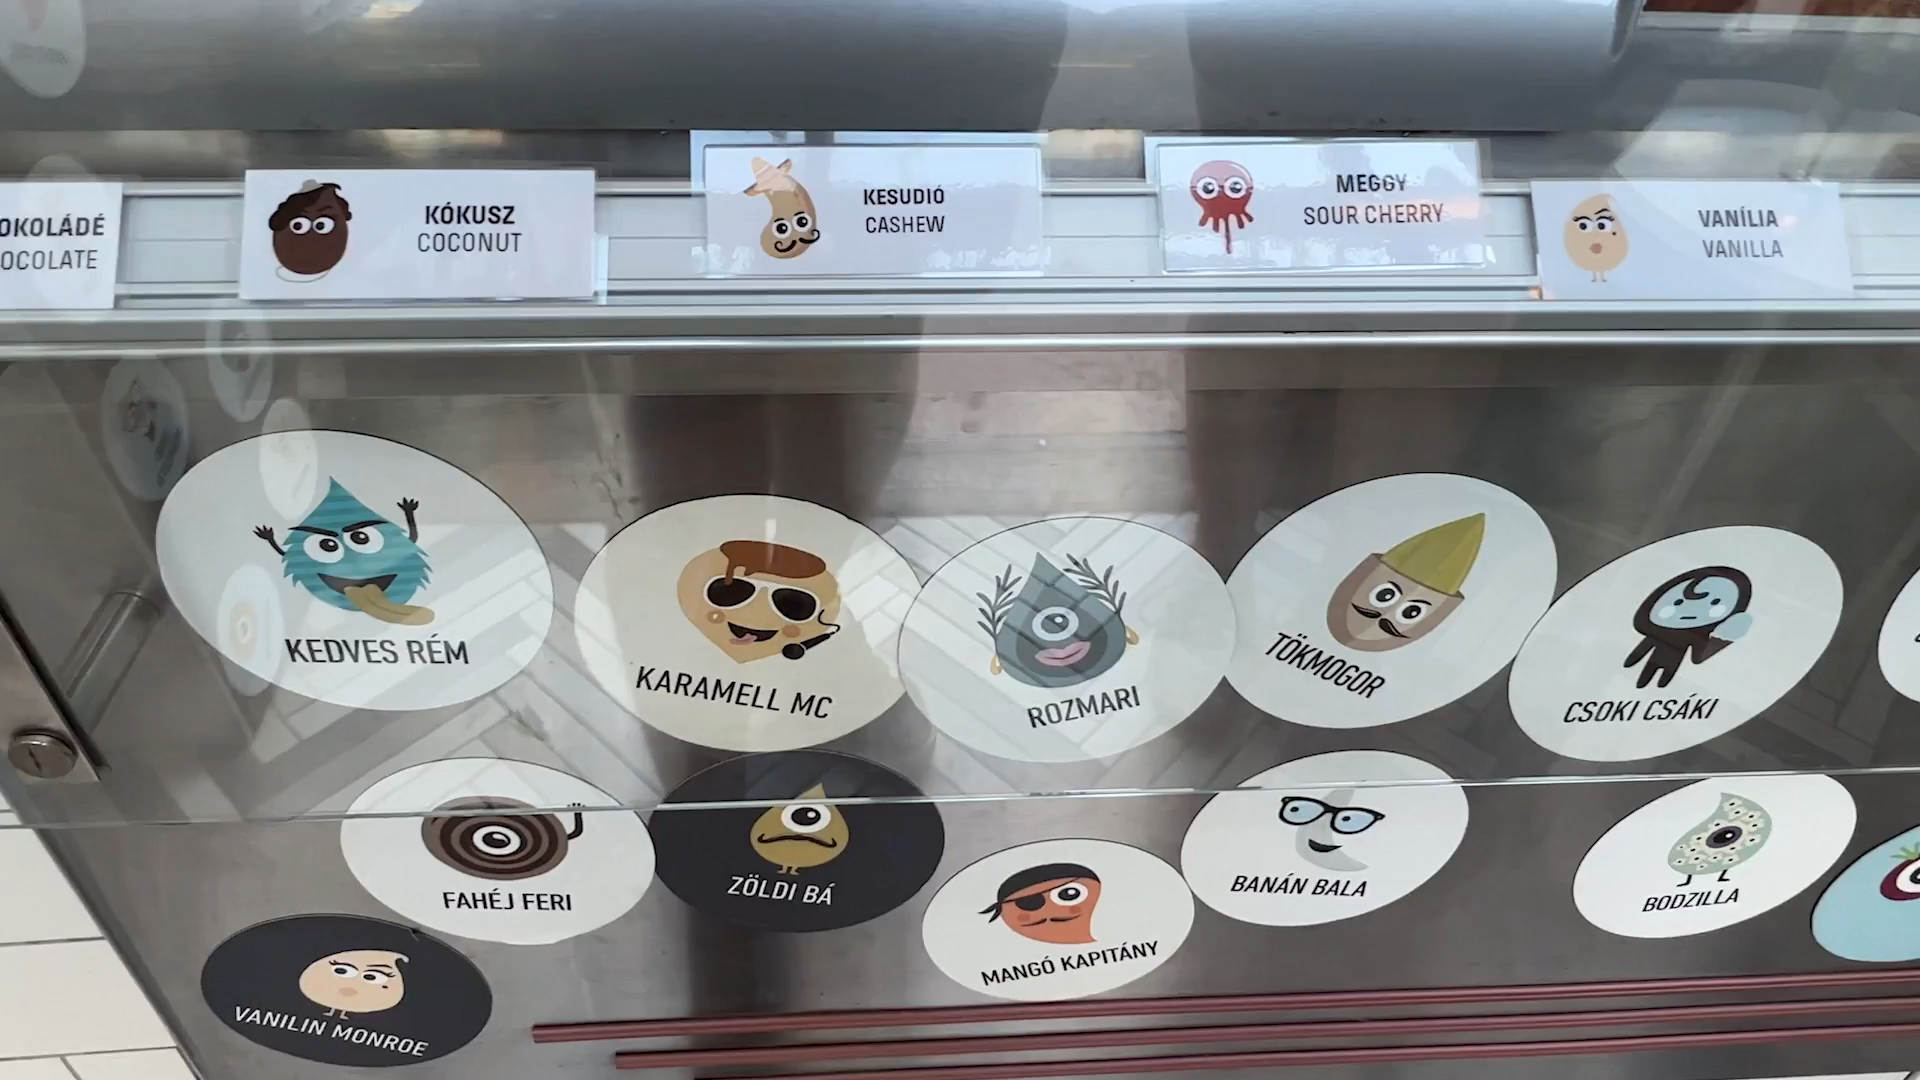 OKOLÁDÉ
OCOLATE
KÓKUSZ
COCONUT
KESUDIÓ
CASHEW
MEGGY
SOUR CHERRY
VANÍLIA
VANILLA
KEDVES RÉM
KARAMELL MC
ROZMARI
TÖKMOGOR
CSOKI CSÁKI
FAHÉJ FERI
ZÖLDI BÁ
MANGÓ KAPITÁNY
BANÁN BALA
BODZILLA
VANILIN MONROE